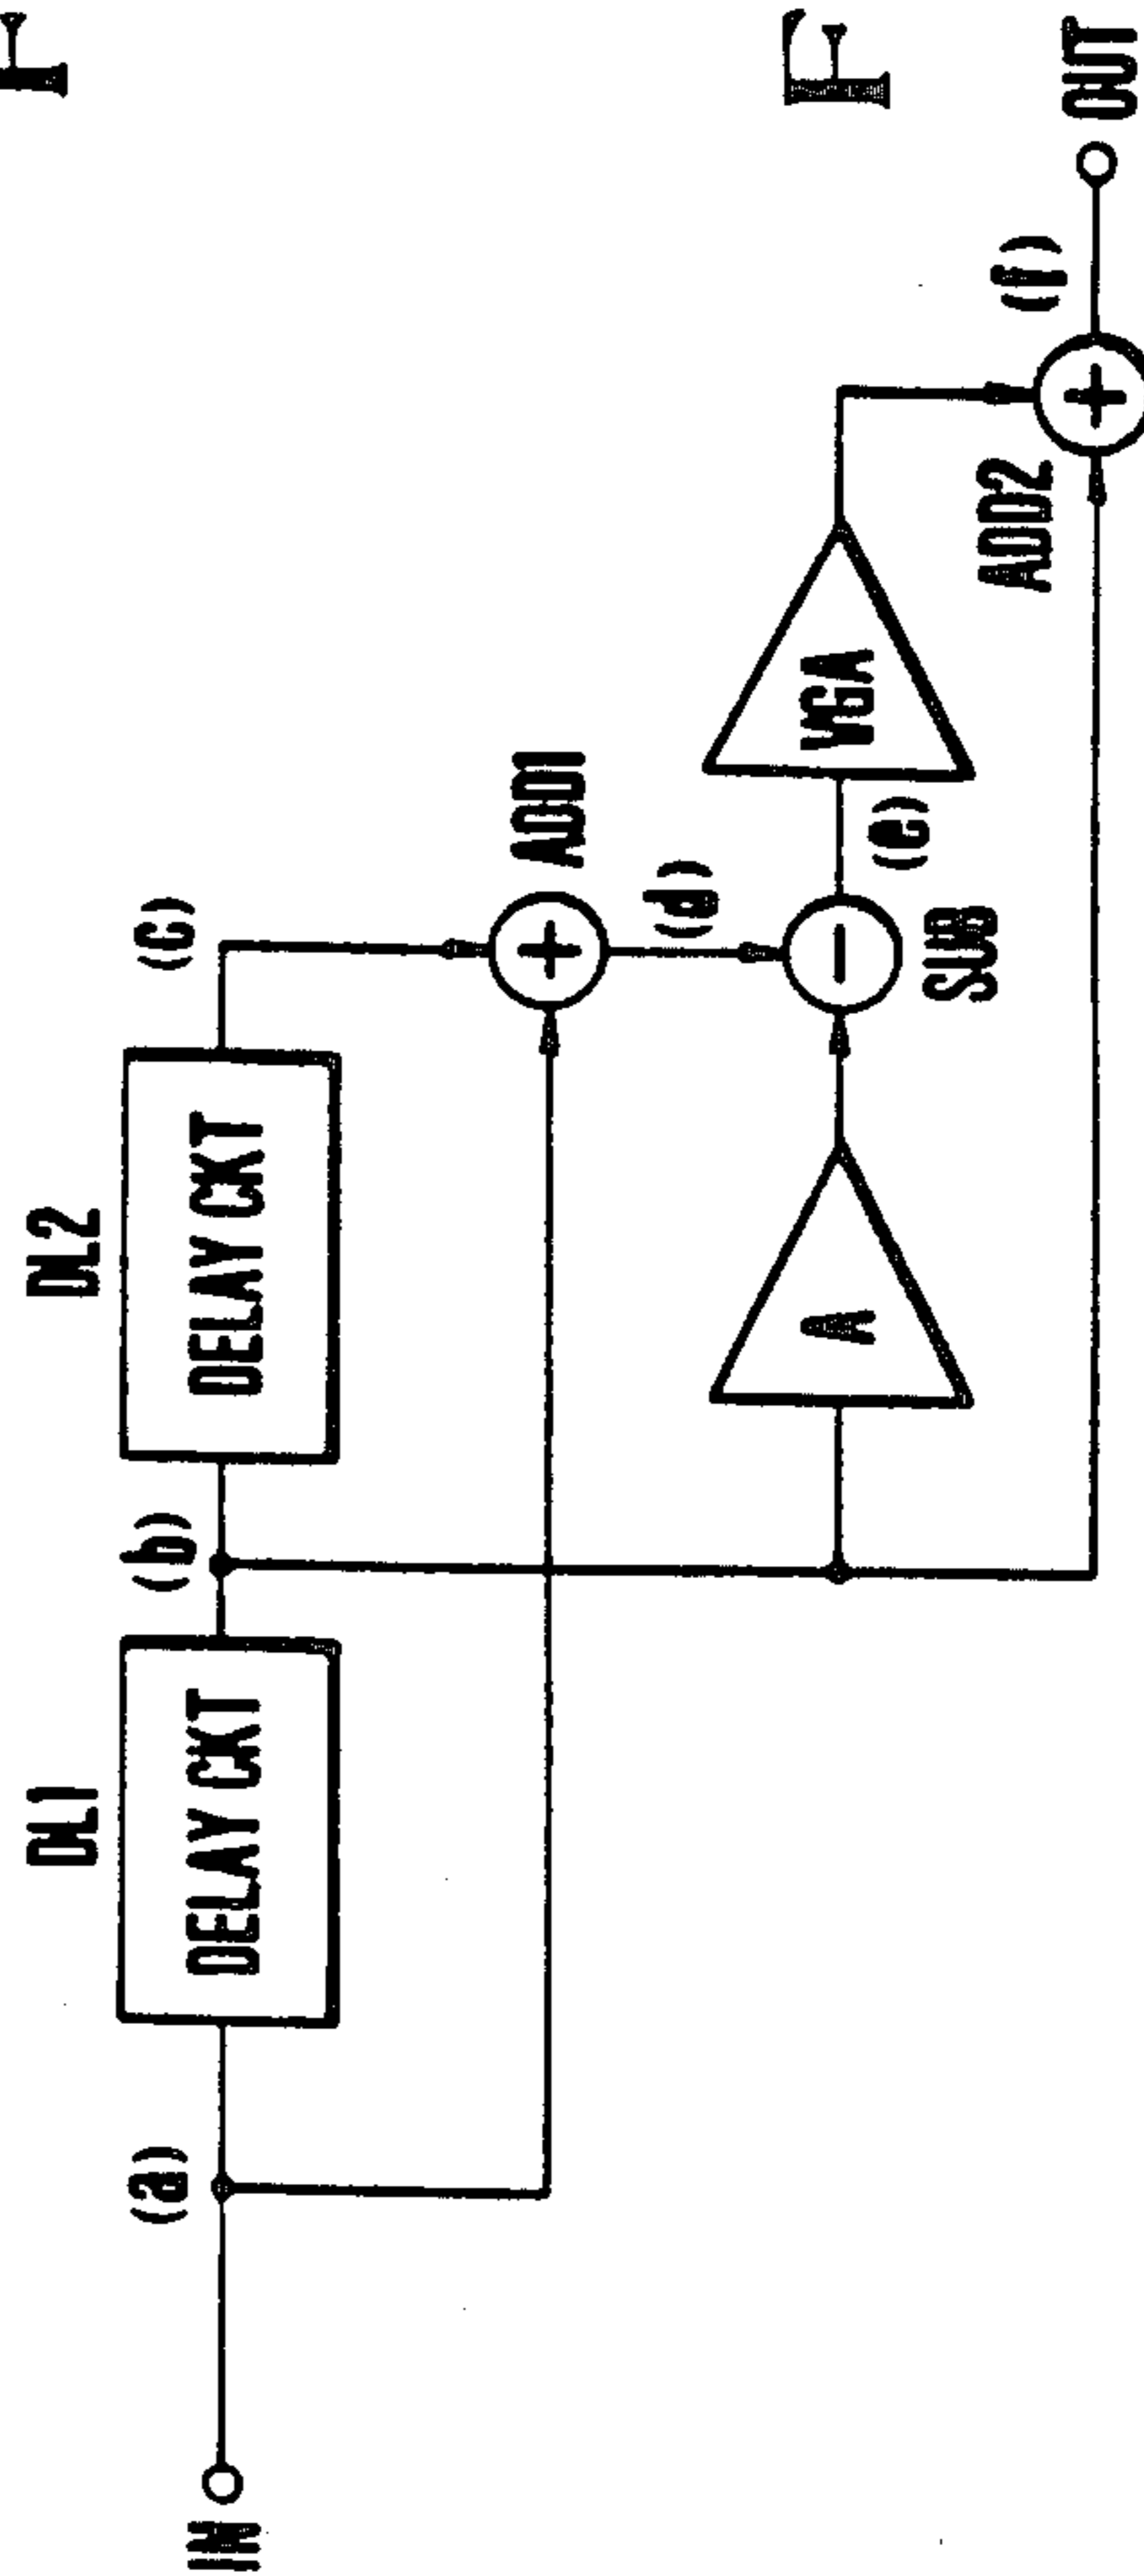 F
F
DL1
DL2
DELAY CKT
DELAY CKT
IN
(a)
(b)
(c)
ADD1
(d)
A
SUB
(e)
VGA
ADD2
(f)
OUT